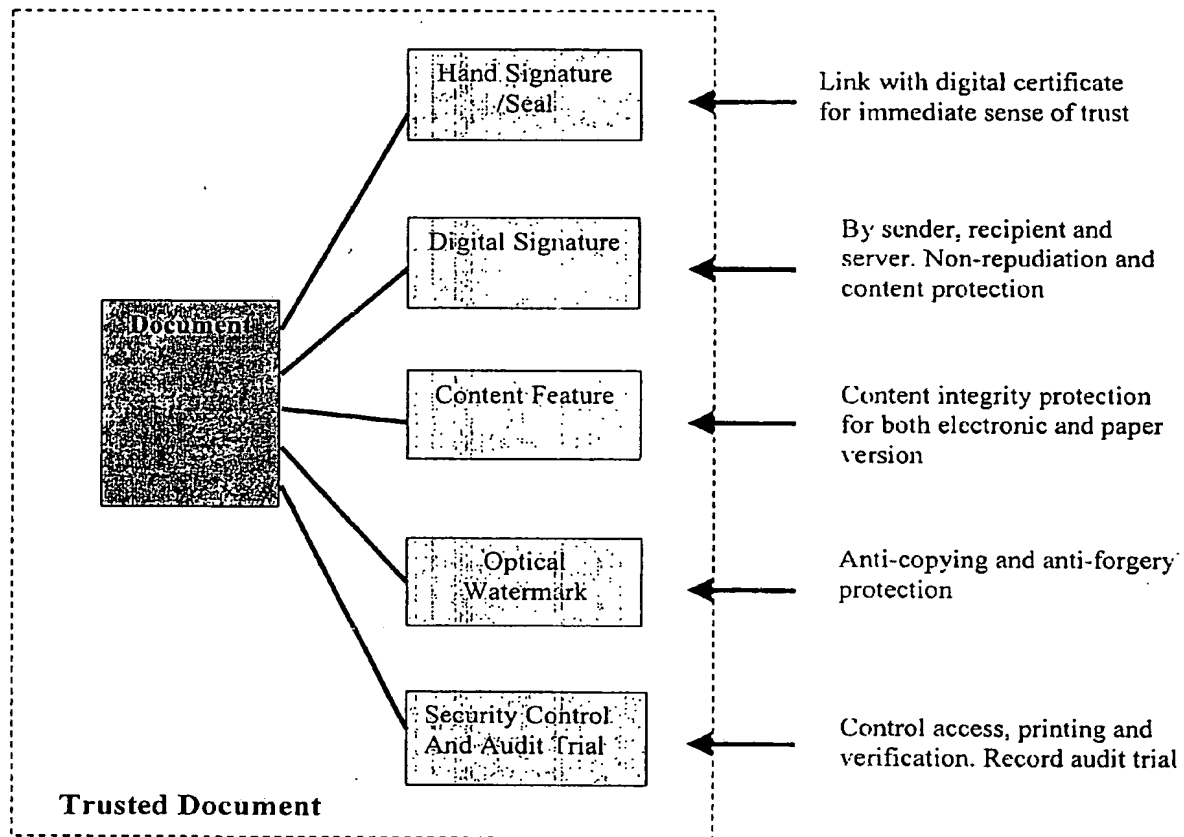 Hand Signature
/Seal
Link with digital certificate
for immediate sense of trust
Digital Signature
By sender, recipient and
server. Non-repudiation and
content protection
Document
Content Feature
Content integrity protection
for both electronic and paper
version
Optical
Watermark
Anti-copying and anti-forgery
protection
Security Control
And Audit Trial
Control access, printing and
verification. Record audit trial
Trusted Document